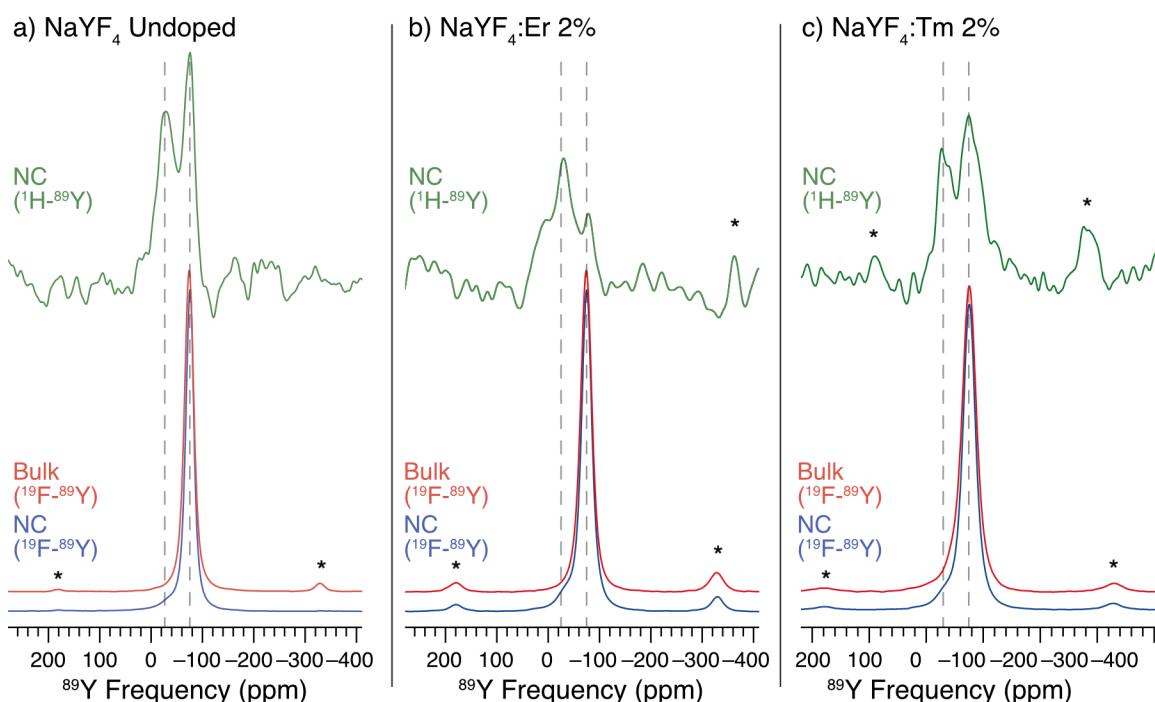 a) NaYF₄ Undoped
NC
(¹H-⁸⁹Y)
Bulk
(¹⁹F-⁸⁹Y)
NC
(¹⁹F-⁸⁹Y)
*
*
200 100 0 −100 −200 −300 −400
⁸⁹Y Frequency (ppm)
b) NaYF₄:Er 2%
NC
(¹H-⁸⁹Y)
*
Bulk
(¹⁹F-⁸⁹Y)
NC
(¹⁹F-⁸⁹Y)
*
*
200 100 0 −100 −200 −300 −400
⁸⁹Y Frequency (ppm)
c) NaYF₄:Tm 2%
NC
(¹H-⁸⁹Y)
*
*
Bulk
(¹⁹F-⁸⁹Y)
NC
(¹⁹F-⁸⁹Y)
*
*
200 100 0 −100 −200 −300 −400
⁸⁹Y Frequency (ppm)